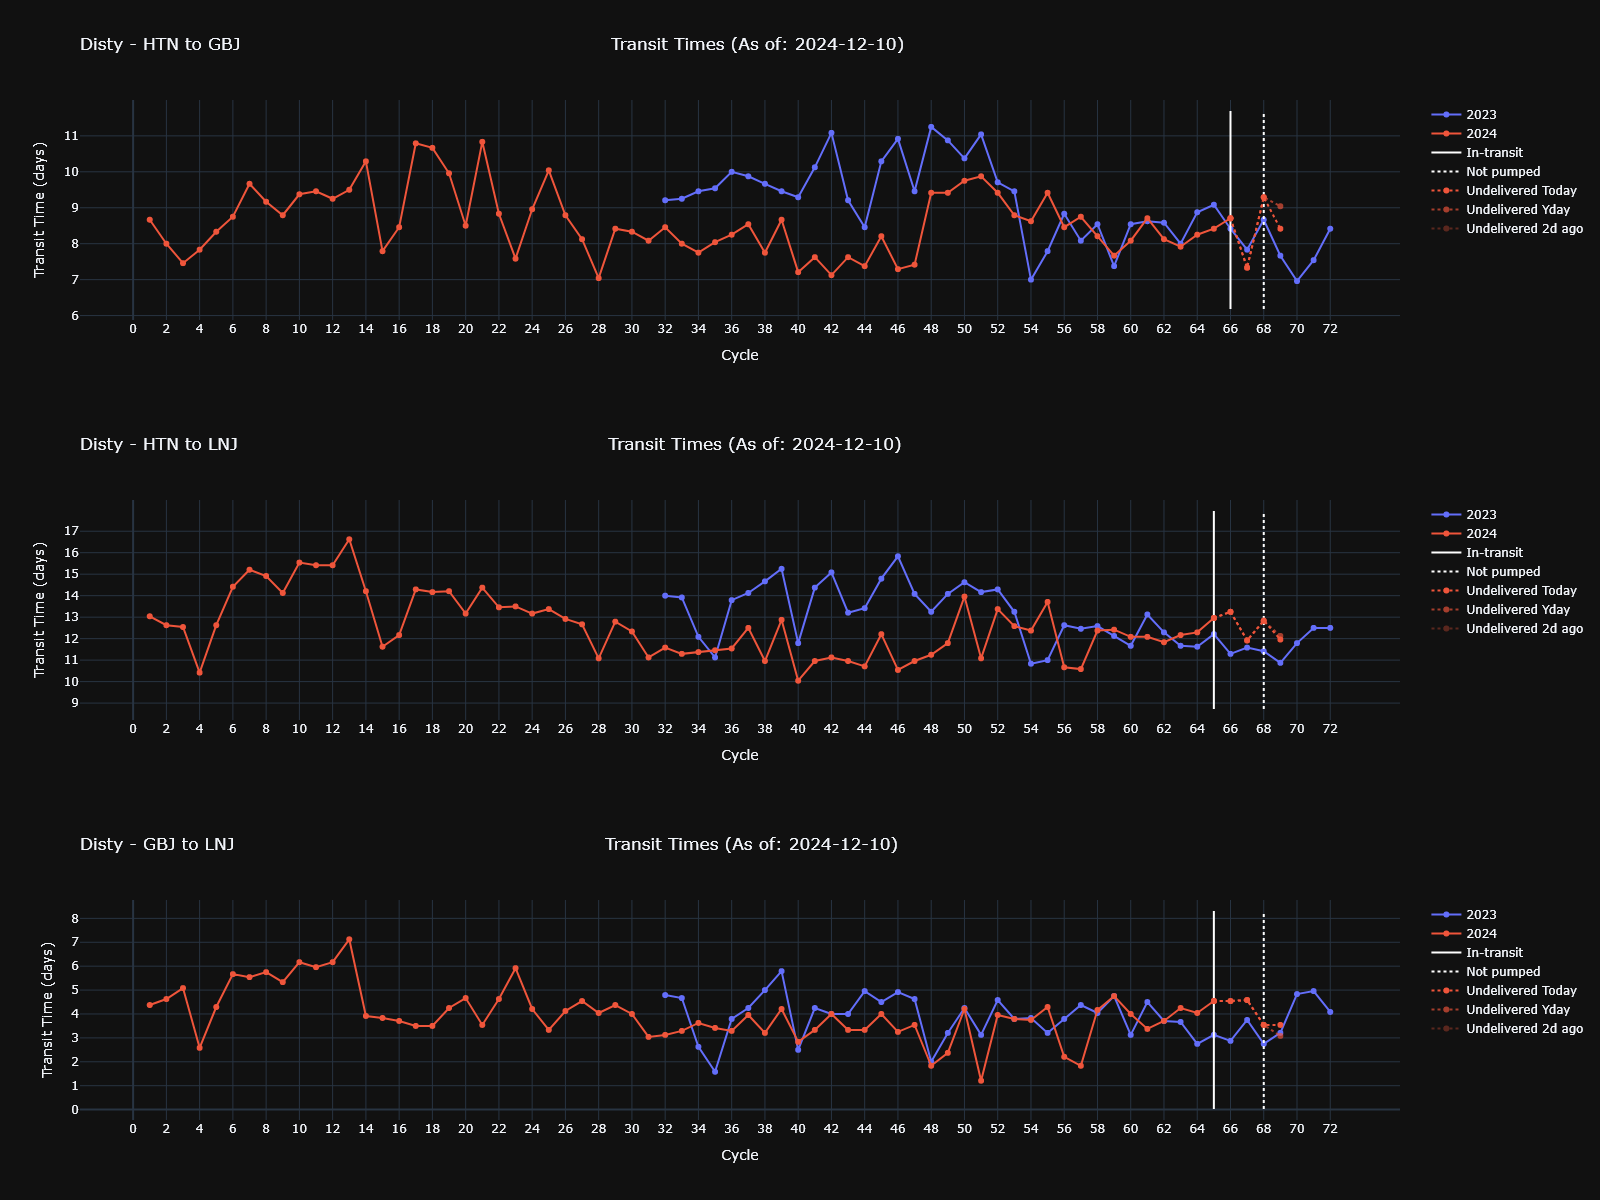 Disty - HTN to GBJ
Transit Times (As of: 2024-12-10)
Transit Time (days)
11
10
9
8
7
6
0 2 4 6 8 10 12 14 16 18 20 22 24 26 28 30 32 34 36 38 40 42 44 46 48 50 52 54 56 58 60 62 64 66 68 70 72
Cycle
2023
2024
In-transit
Not pumped
Undelivered Today
Undelivered Yday
Undelivered 2d ago
Disty - HTN to LNJ
Transit Times (As of: 2024-12-10)
Transit Time (days)
17
16
15
14
13
12
11
10
9
0 2 4 6 8 10 12 14 16 18 20 22 24 26 28 30 32 34 36 38 40 42 44 46 48 50 52 54 56 58 60 62 64 66 68 70 72
Cycle
2023
2024
In-transit
Not pumped
Undelivered Today
Undelivered Yday
Undelivered 2d ago
Disty - GBJ to LNJ
Transit Times (As of: 2024-12-10)
Transit Time (days)
8
7
6
5
4
3
2
1
0
0 2 4 6 8 10 12 14 16 18 20 22 24 26 28 30 32 34 36 38 40 42 44 46 48 50 52 54 56 58 60 62 64 66 68 70 72
Cycle
2023
2024
In-transit
Not pumped
Undelivered Today
Undelivered Yday
Undelivered 2d ago